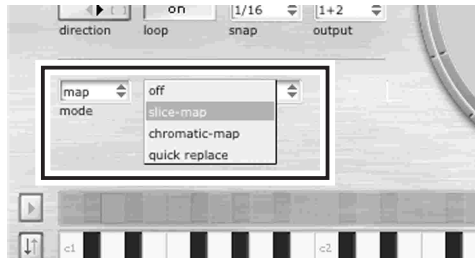 on 1/16 1+2
direction loop snap output
map off
mode slice-map
chromatic-map
quick replace
c1 c2